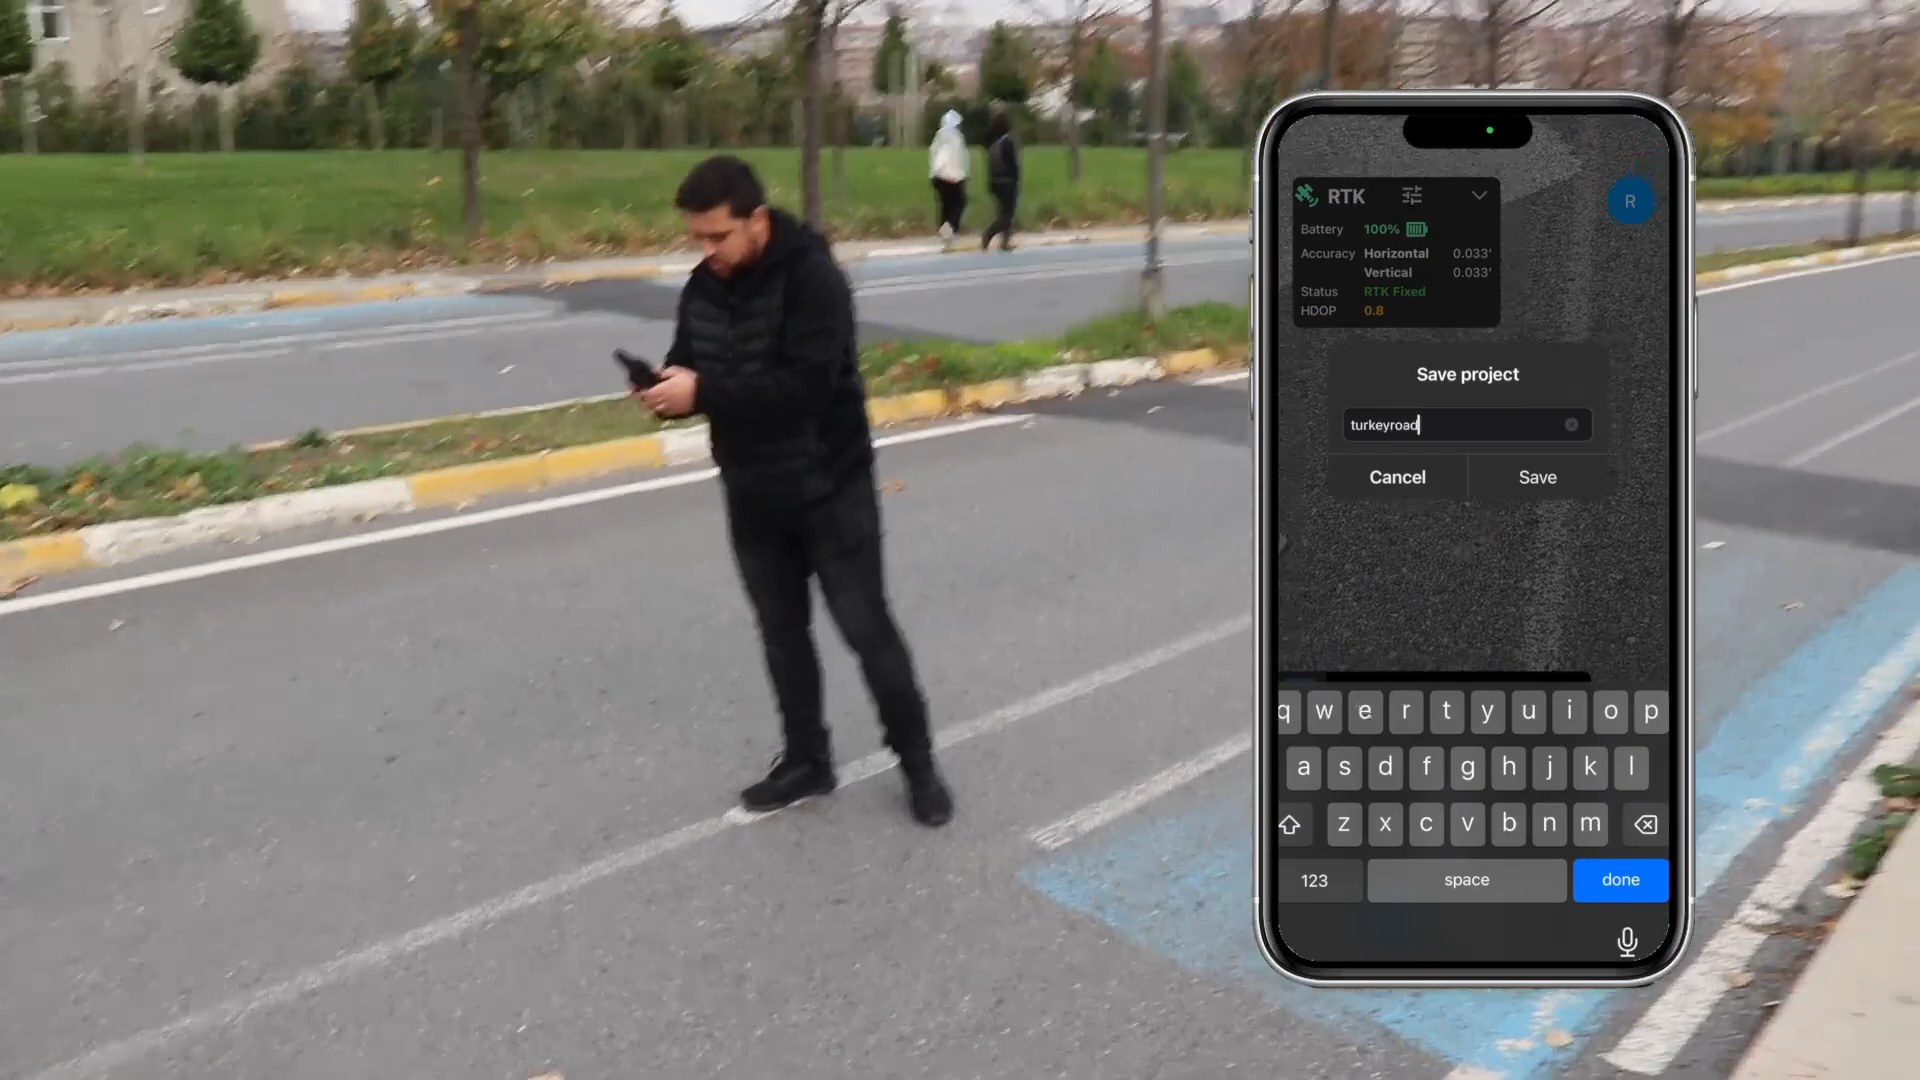 RTK
R
Battery 100%
Accuracy Horizontal 0.033'
Vertical 0.033'
Status RTK Fixed
HDOP 0.8
Save project
turkeyroad
Cancel Save
q w e r t y u i o p
a s d f g h j k l
z x c v b n m
123 space done